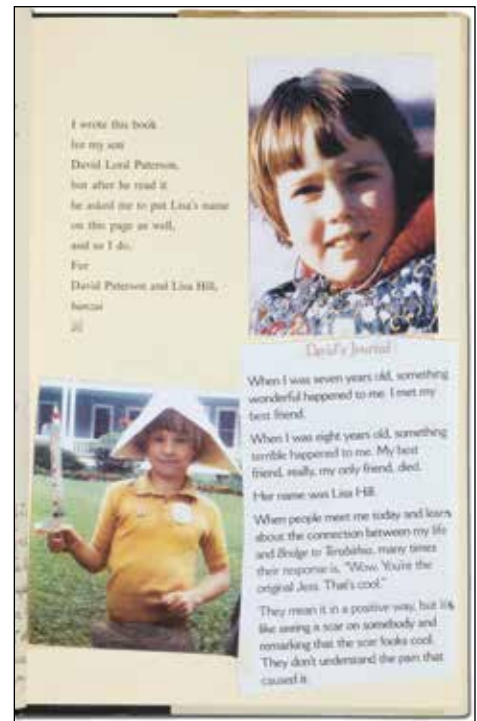 I wrote this book
for my son
David Lord Paterson,
but after he read it
he asked me to put Lisa's name
on this page as well,
and so I do.
For
David Paterson and Lisa Hill,
banzai
David's Journal
When I was seven years old, something
wonderful happened to me. I met my
best friend.
When I was eight years old, something
terrible happened to me. My best
friend, really, my only friend, died.
Her name was Lisa Hill.
When people meet me today and learn
about the connection between my life
and Bridge to Terabithia, many times
their response is, "Wow. You're the
original Jess. That's cool."
They mean it in a positive way, but it's
like seeing a scar on somebody and
remarking that the scar looks cool.
They don't understand the pain that
caused it.